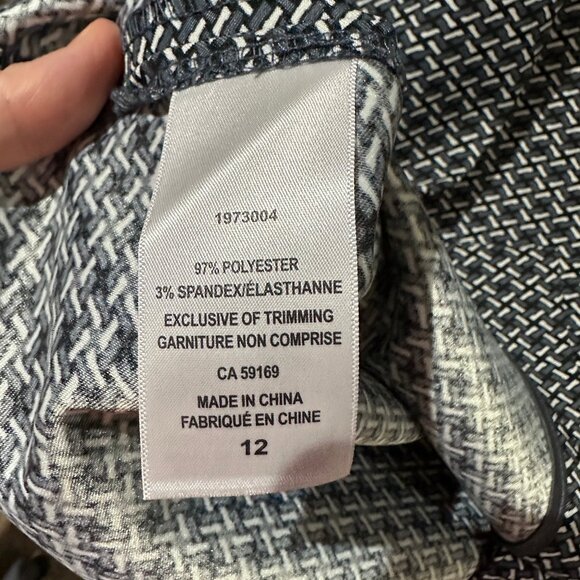 1973004
97% POLYESTER
3% SPANDEX/ÉLASTHANNE
EXCLUSIVE OF TRIMMING
GARNITURE NON COMPRISE
CA 59169
MADE IN CHINA
FABRIQUÉ EN CHINE
12